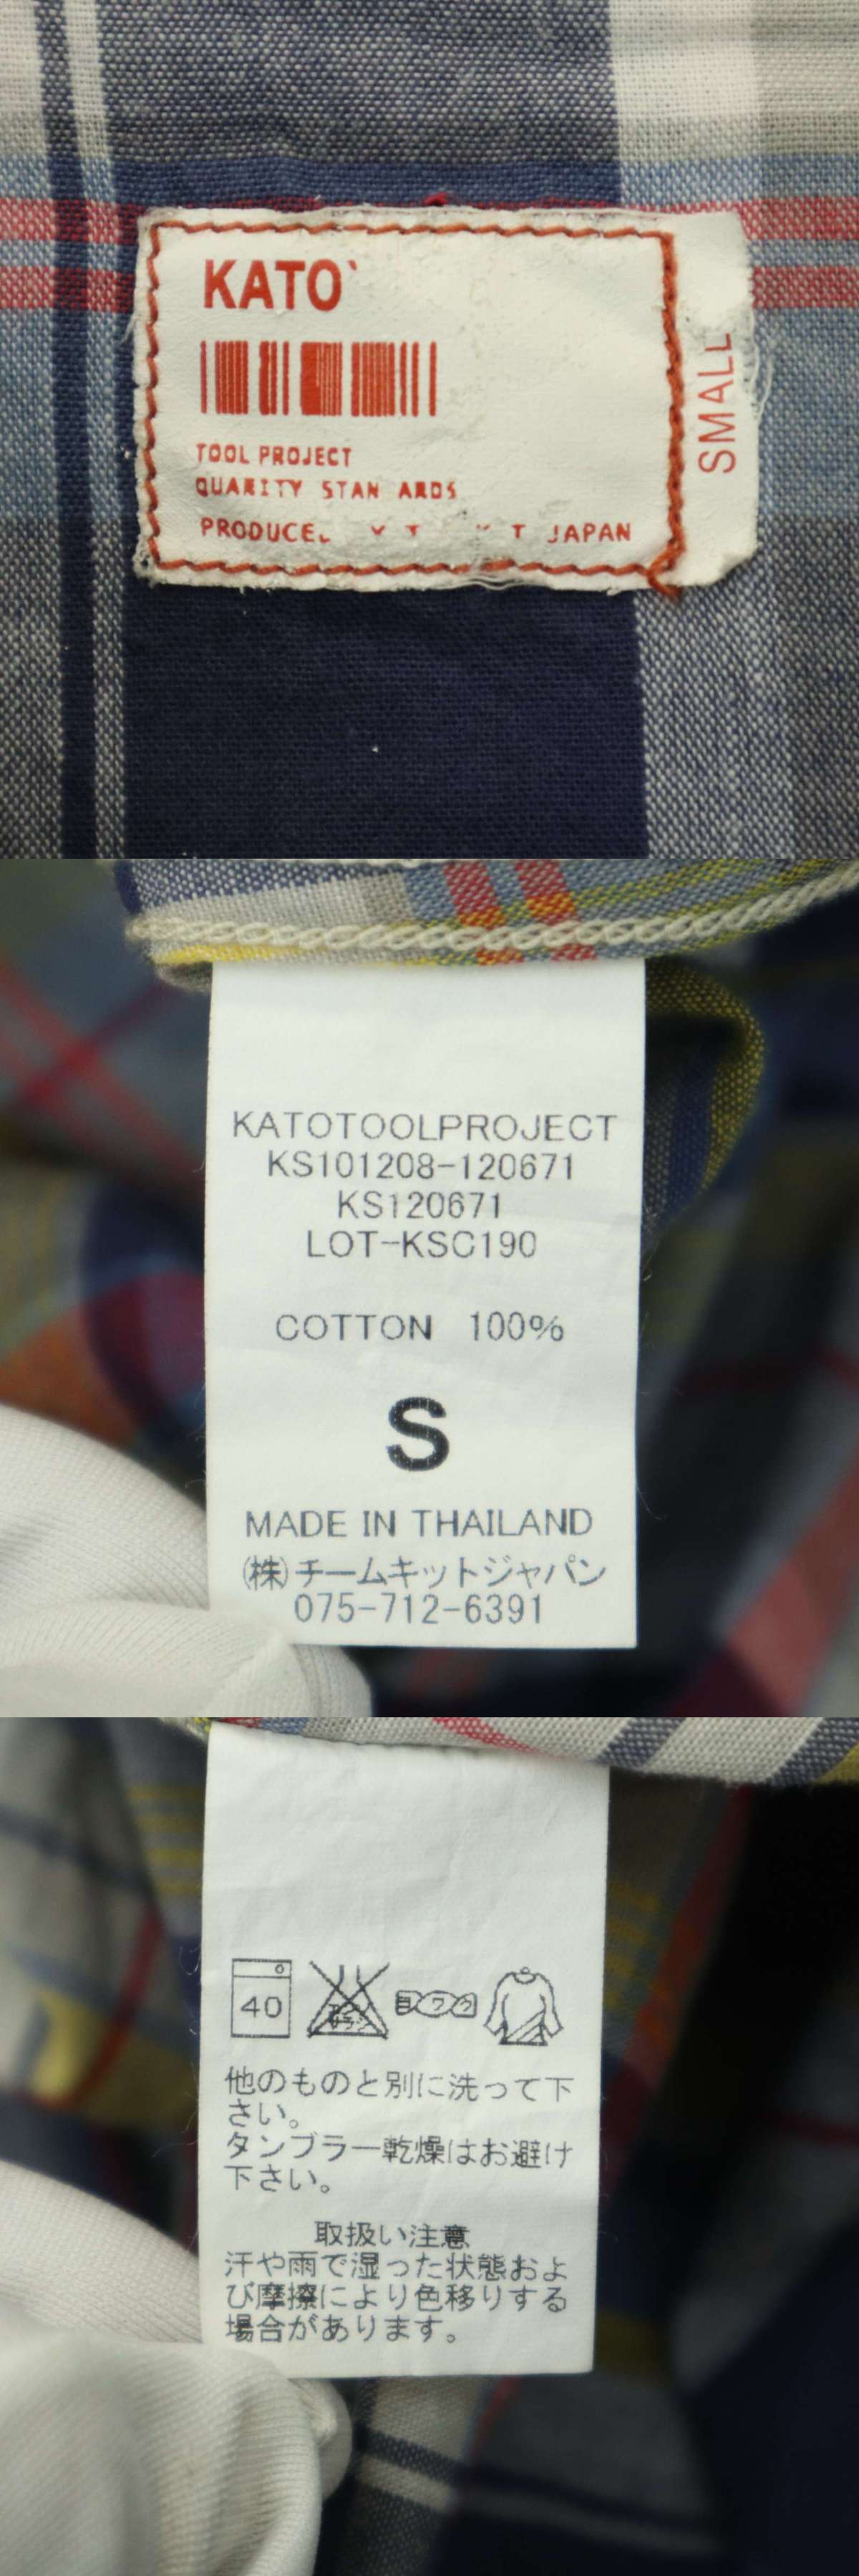 KATO`
TOOL PROJECT
QUARITY STAN ARDS
PRODUCE JAPAN
SMALL
KATOTOOLPROJECT
KS101208-120671
KS120671
LOT-KSC190
COTTON 100%
S
MADE IN THAILAND
㈱チームキットジャパン
075-712-6391
40
他のものと別に洗って下
さい。
タンブラー乾燥はお避け
下さい。
取扱い注意
汗や雨で湿った状態およ
び摩擦により色移りする
場合があります。